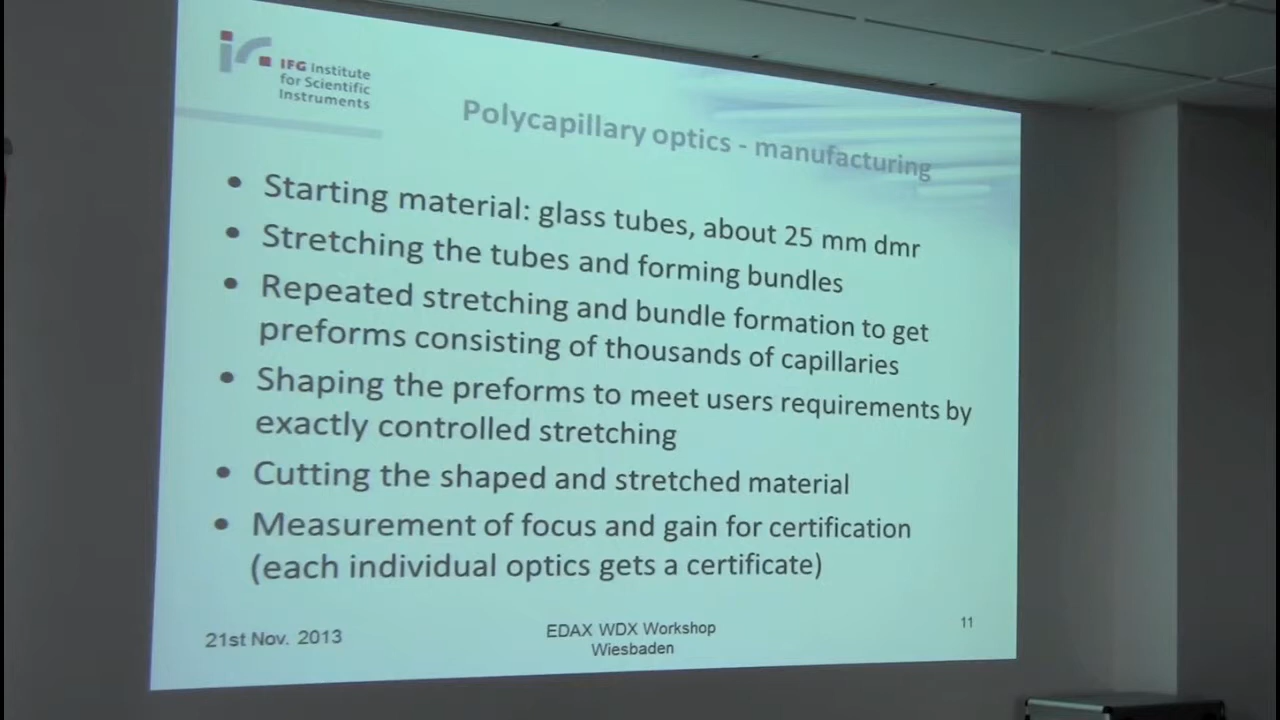 IFG Institute
for Scientific
Instruments
Polycapillary optics - manufacturing
• Starting material: glass tubes, about 25 mm dmr
• Stretching the tubes and forming bundles
• Repeated stretching and bundle formation to get
preforms consisting of thousands of capillaries
• Shaping the preforms to meet users requirements by
exactly controlled stretching
• Cutting the shaped and stretched material
• Measurement of focus and gain for certification
(each individual optics gets a certificate)
21st Nov. 2013
EDAX WDX Workshop
Wiesbaden
11